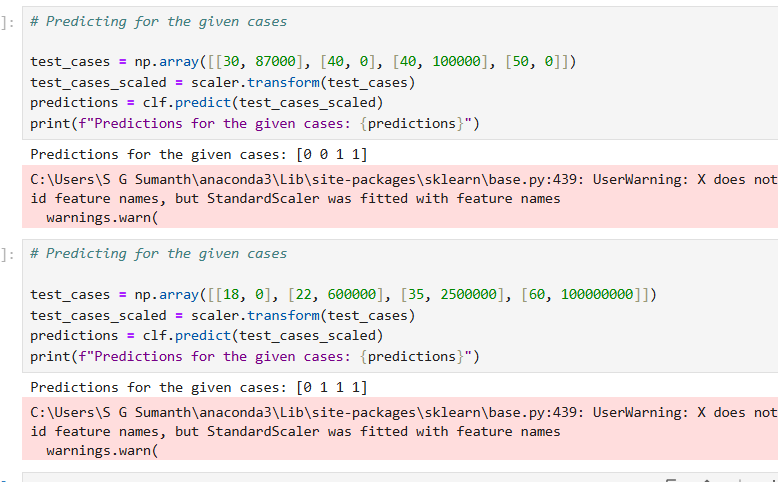 ]: # Predicting for the given cases
test_cases = np.array([[30, 87000], [40, 0], [40, 100000], [50, 0]])
test_cases_scaled = scaler.transform(test_cases)
predictions = clf.predict(test_cases_scaled)
print(f"Predictions for the given cases: {predictions}")
Predictions for the given cases: [0 0 1 1]
C:\Users\S G Sumanth\anaconda3\Lib\site-packages\sklearn\base.py:439: UserWarning: X does not
id feature names, but StandardScaler was fitted with feature names
warnings.warn(
]: # Predicting for the given cases
test_cases = np.array([[18, 0], [22, 600000], [35, 2500000], [60, 100000000]])
test_cases_scaled = scaler.transform(test_cases)
predictions = clf.predict(test_cases_scaled)
print(f"Predictions for the given cases: {predictions}")
Predictions for the given cases: [0 1 1 1]
C:\Users\S G Sumanth\anaconda3\Lib\site-packages\sklearn\base.py:439: UserWarning: X does not
id feature names, but StandardScaler was fitted with feature names
warnings.warn(